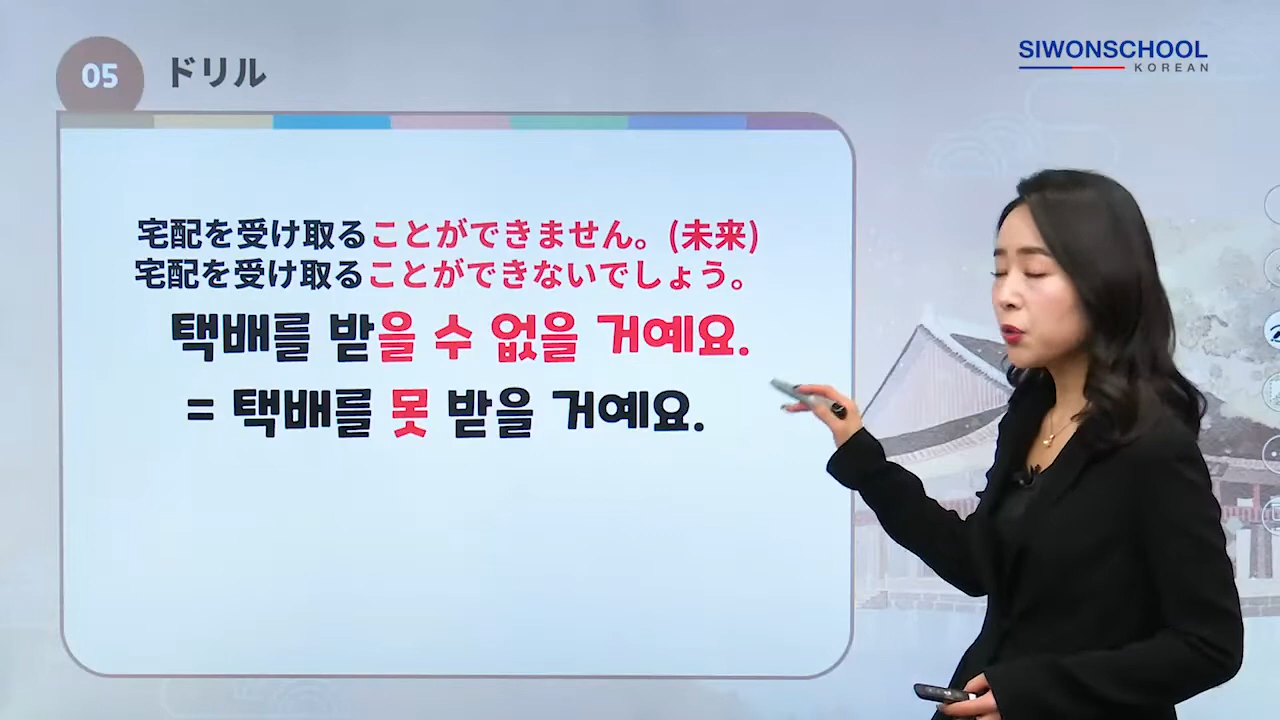 05 ドリル
SIWONSCHOOL
KOREAN
宅配を受け取ることができません。(未来)
宅配を受け取ることができないでしょう。
택배를 받을 수 없을 거예요.
= 택배를 못 받을 거예요.